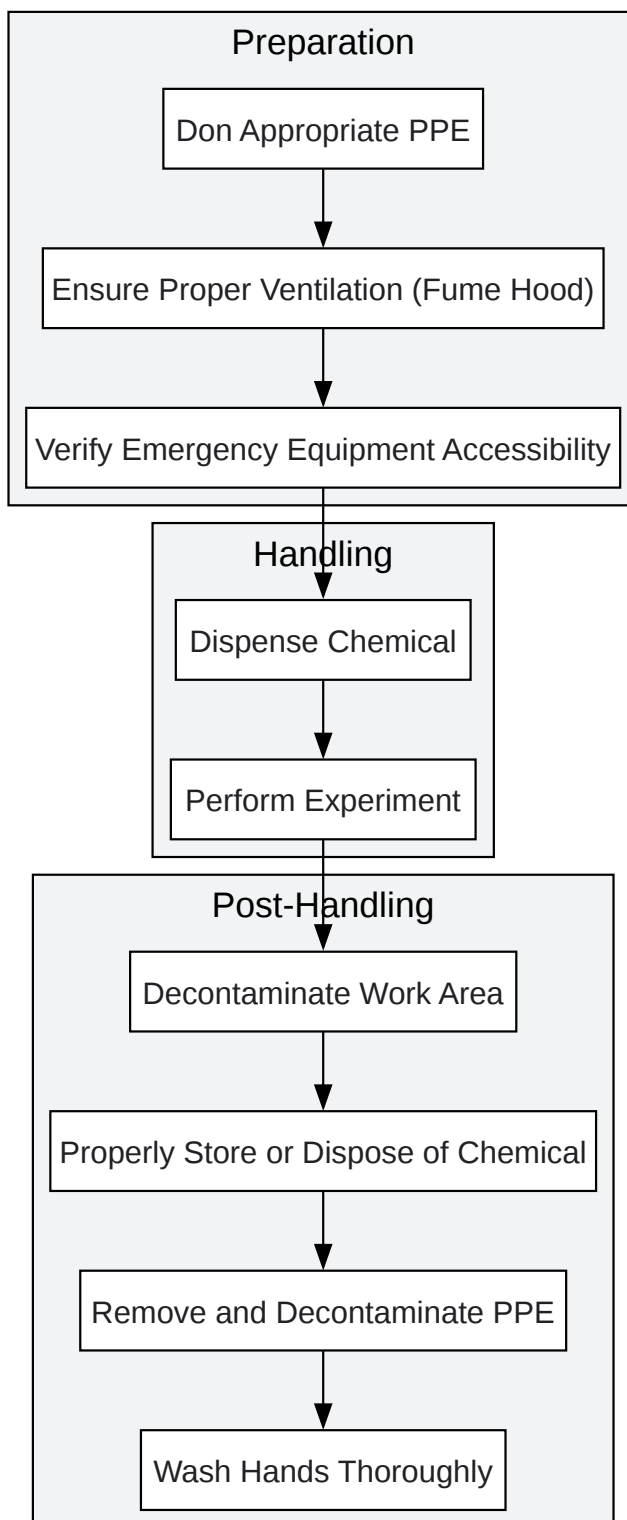 Preparation
Don Appropriate PPE
Ensure Proper Ventilation (Fume Hood)
Verify Emergency Equipment Accessibility
Handling
Dispense Chemical
Perform Experiment
Post-Handling
Decontaminate Work Area
Properly Store or Dispose of Chemical
Remove and Decontaminate PPE
Wash Hands Thoroughly